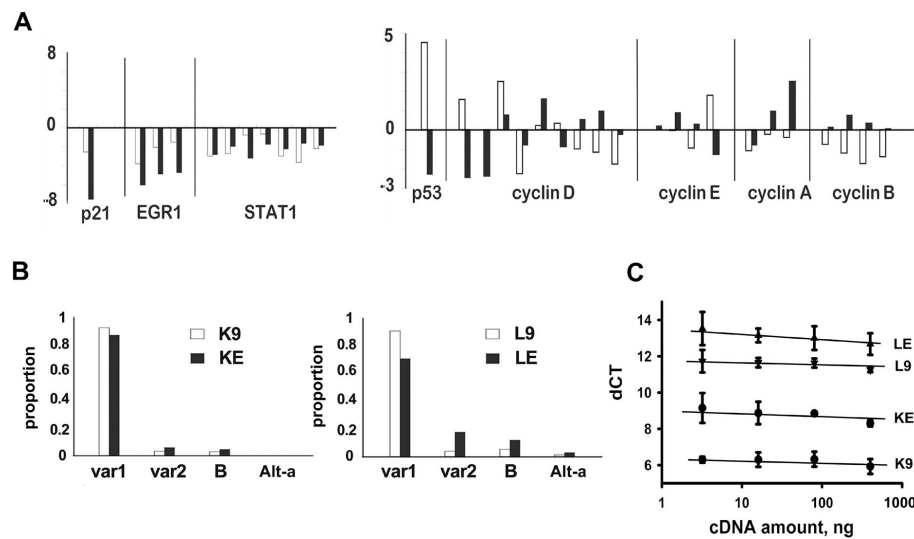 A
8
0
-8
p21 EGR1 STAT1
5
0
-3
p53 cyclin D cyclin E cyclin A cyclin B
B
proportion
1
0.8
0.6
0.4
0.2
0
K9
KE
var1 var2 B Alt-a
proportion
1
0.8
0.6
0.4
0.2
0
L9
LE
var1 var2 B Alt-a
C
dCT
14
12
10
8
6
LE
L9
KE
K9
1 10 100 1000
cDNA amount, ng